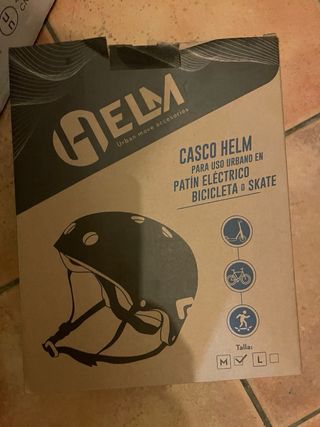 HELM
Urban move accesories
CASCO HELM
PARA USO URBANO EN
PATÍN ELÉCTRICO
BICICLETA o SKATE
Talla:
M L